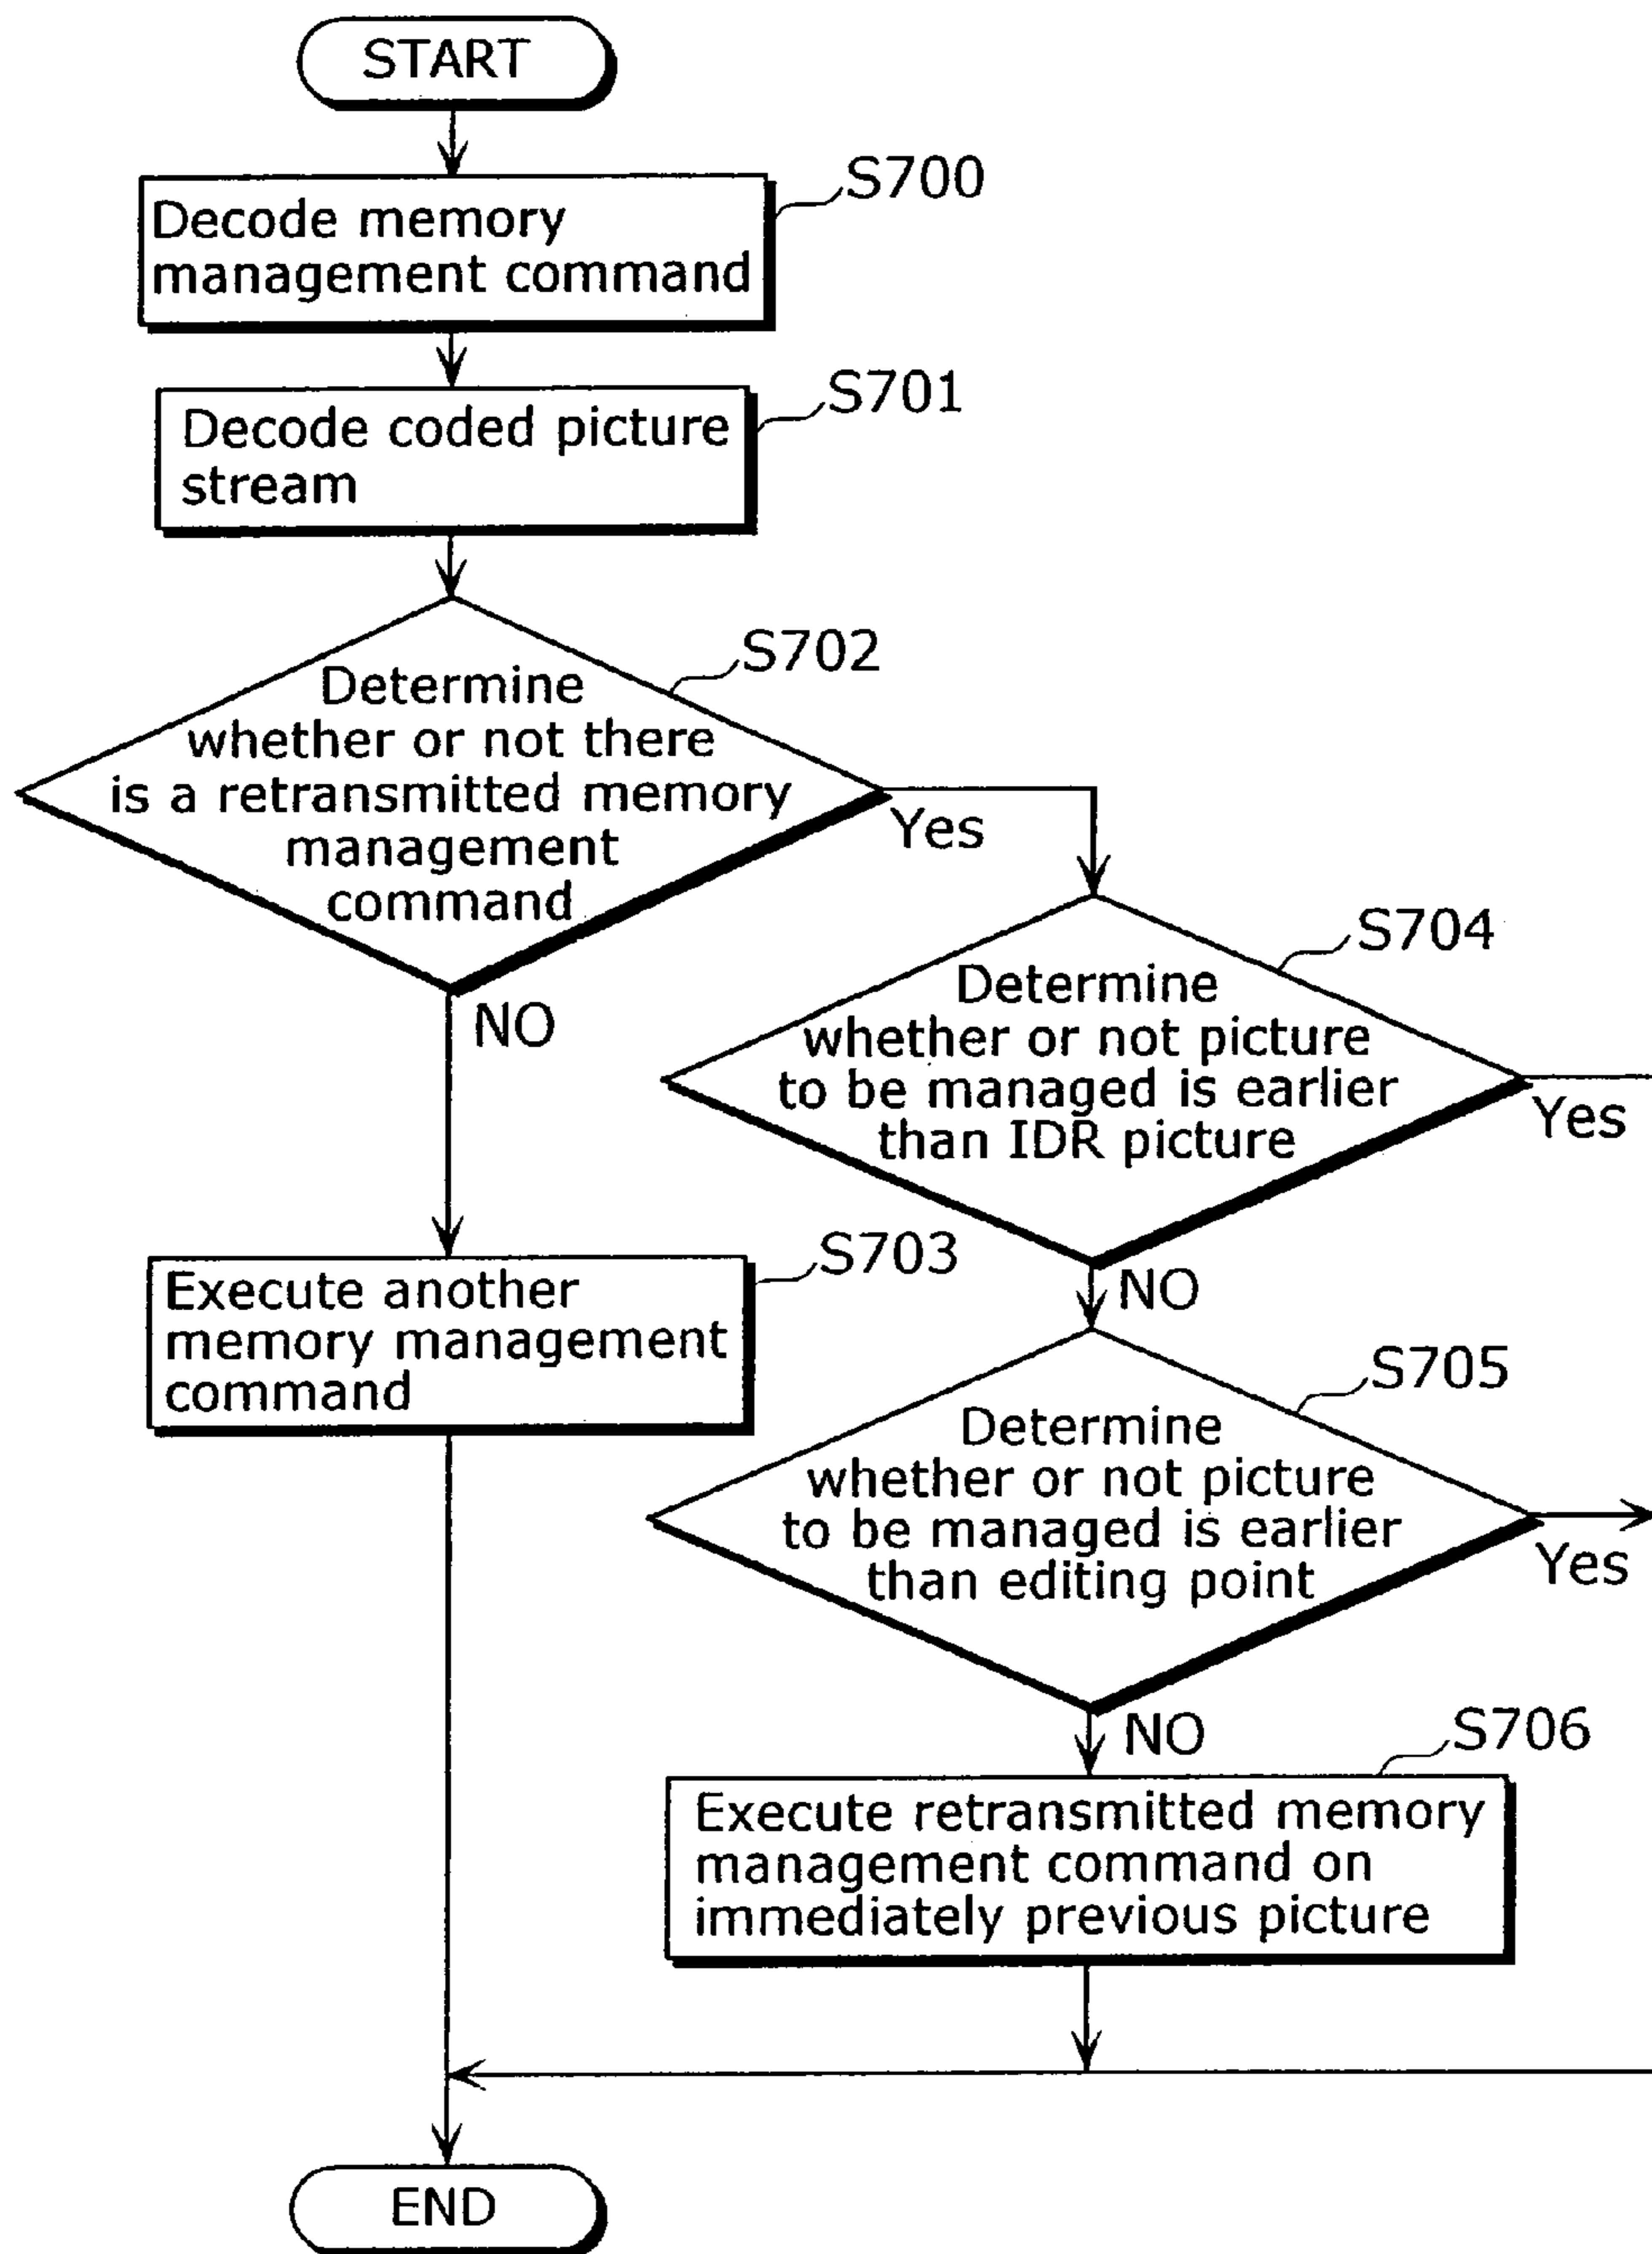 START
S700
Decode memory
management command
S701
Decode coded picture
stream
S702
Determine
whether or not there
is a retransmitted memory
management
command
Yes
NO
S704
Determine
whether or not picture
to be managed is earlier
than IDR picture
Yes
NO
S703
Execute another
memory management
command
S705
Determine
whether or not picture
to be managed is earlier
than editing point
Yes
NO
S706
Execute retransmitted memory
management command on
immediately previous picture
END